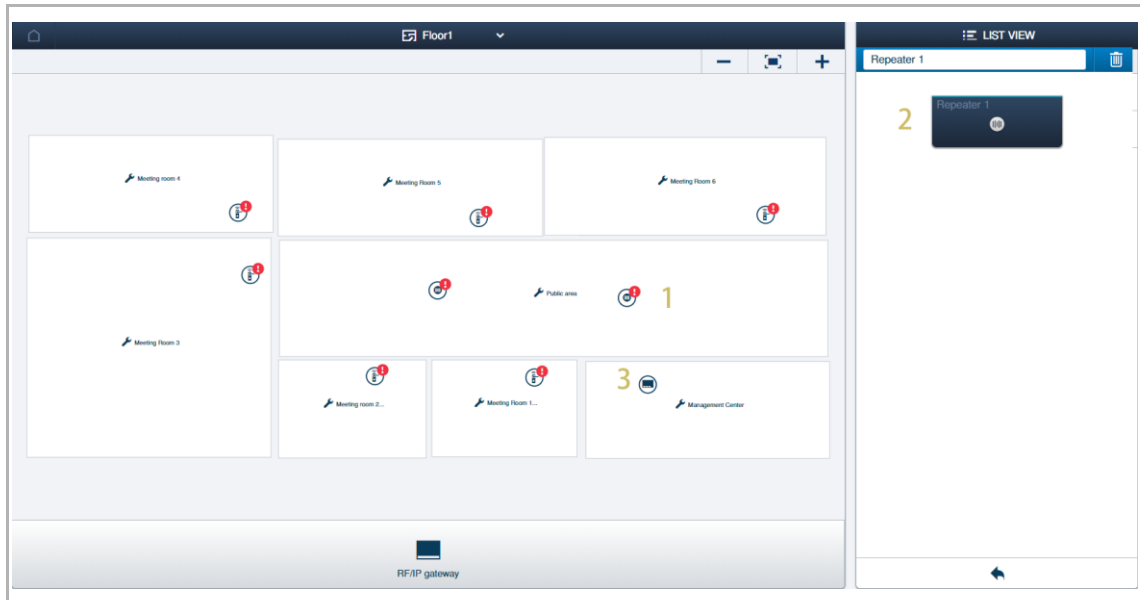 Floor1
LIST VIEW
Repeater 1
Repeater 1
2
Meeting room 4
Meeting Room 5
Meeting Room 6
Public area
1
Meeting Room 3
3
Meeting room 2...
Meeting Room 1...
Management Center
RF/IP gateway